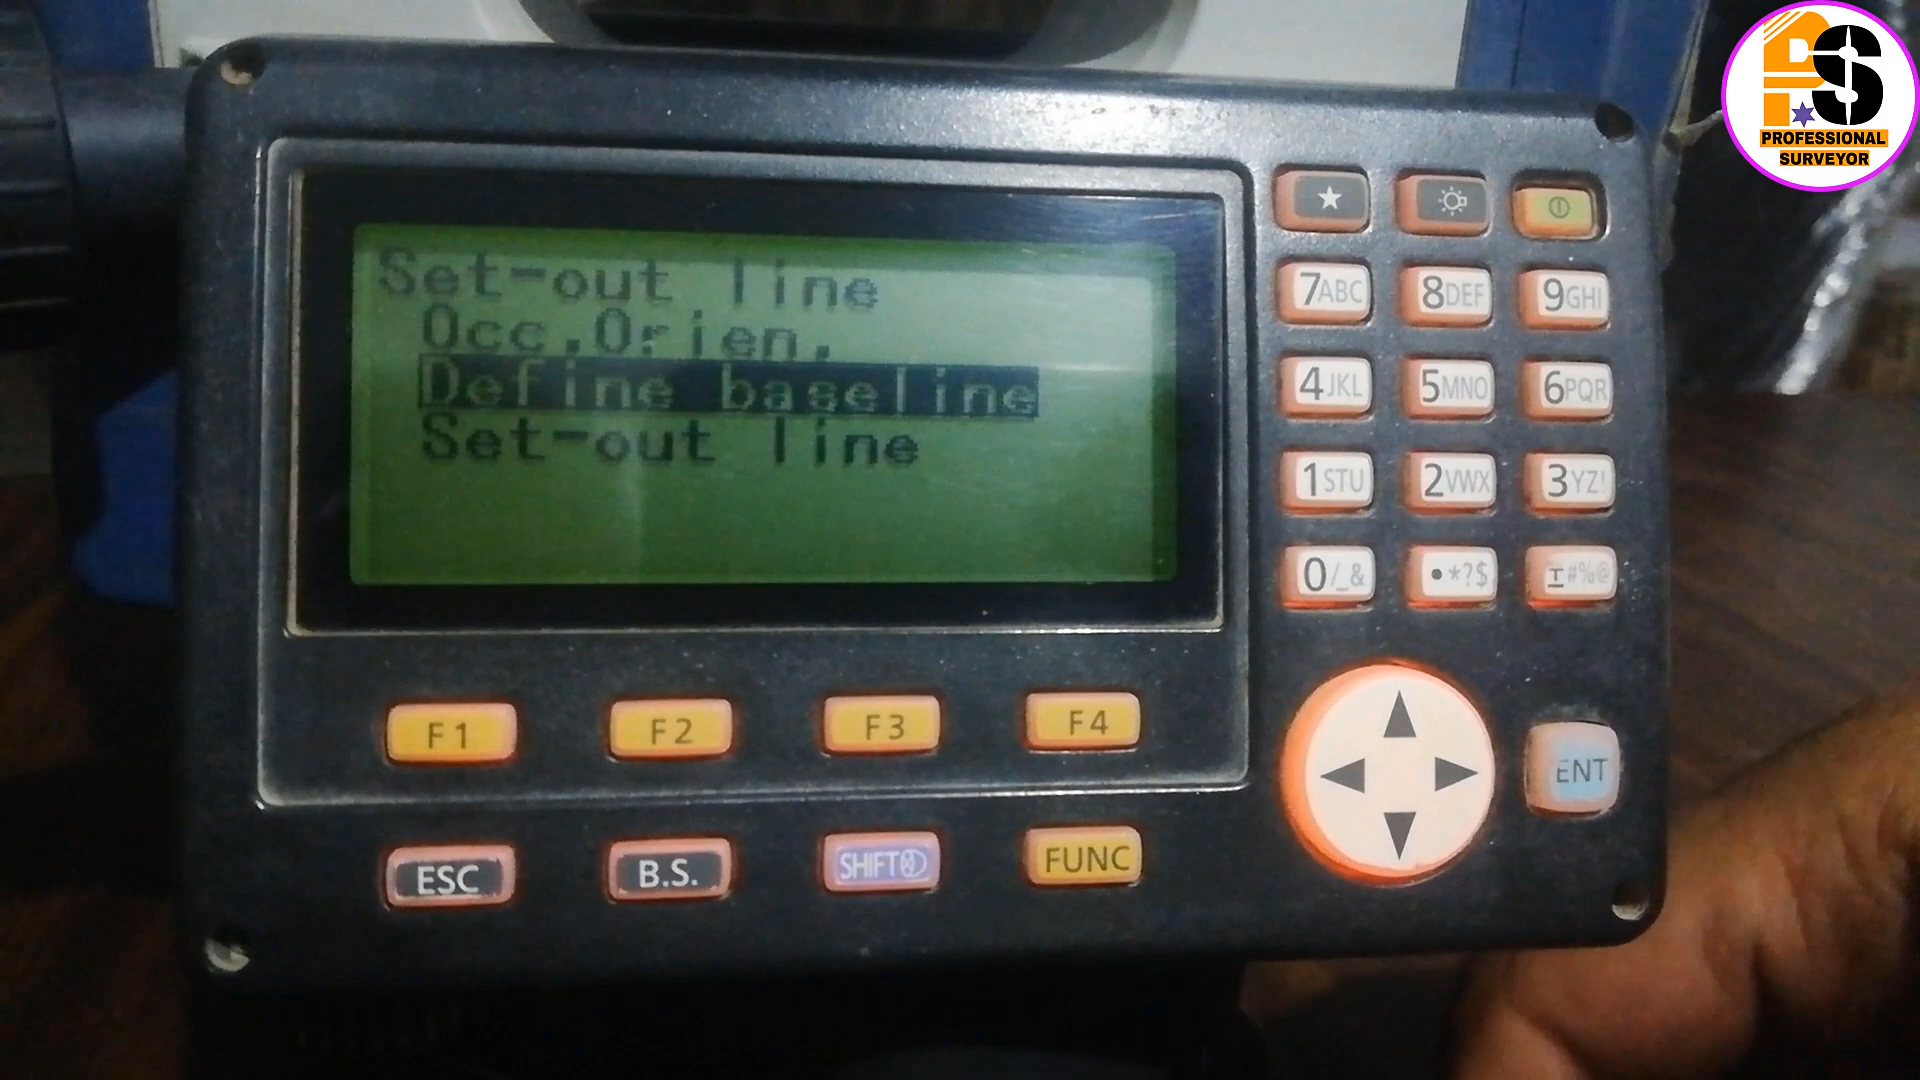 PS
PROFESSIONAL
SURVEYOR
Set-out line
Occ.Orien.
Define baseline
Set-out line
7ABC 8DEF 9GHI
4JKL 5MNO 6PQR
1STU 2VWX 3YZ!
0/_& •*?$ #%@
F1 F2 F3 F4
ENT
ESC B.S. SHIFT FUNC